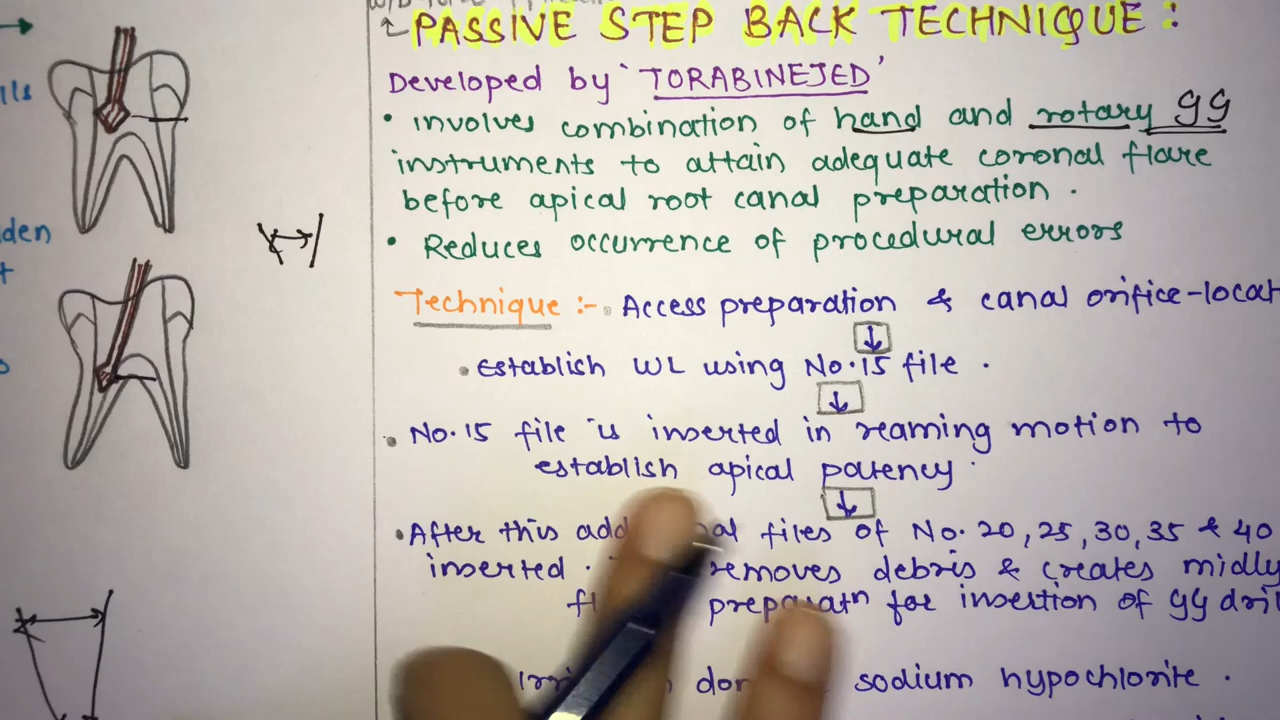 PASSIVE STEP BACK TECHNIQUE :
Developed by 'TORABINEJED'
• involves combination of hand and rotary GG
instruments to attain adequate coronal flare
before apical root canal preparation.
• Reduces occurrence of procedural errors
Technique :- • Access preparation & canal orifice-locat
↓
• Establish WL using No.15 file.
↓
• No.15 file is inserted in reaming motion to
establish apical patency.
↓
• After this files of No. 20, 25, 30, 35 & 40
inserted. removes debris & creates midly
preparatn for insertion of GG dril
sodium hypochlorite.